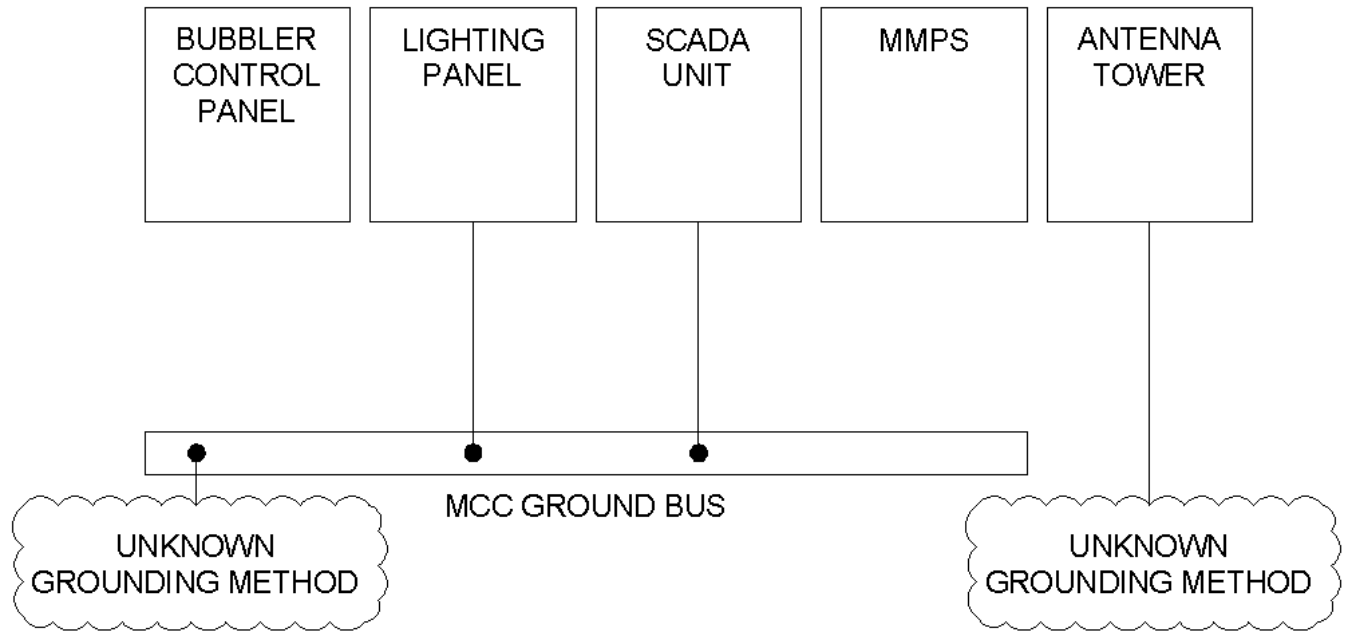 BUBBLER
CONTROL
PANEL
LIGHTING
PANEL
SCADA
UNIT
MMPS
ANTENNA
TOWER
MCC GROUND BUS
UNKNOWN
GROUNDING METHOD
UNKNOWN
GROUNDING METHOD